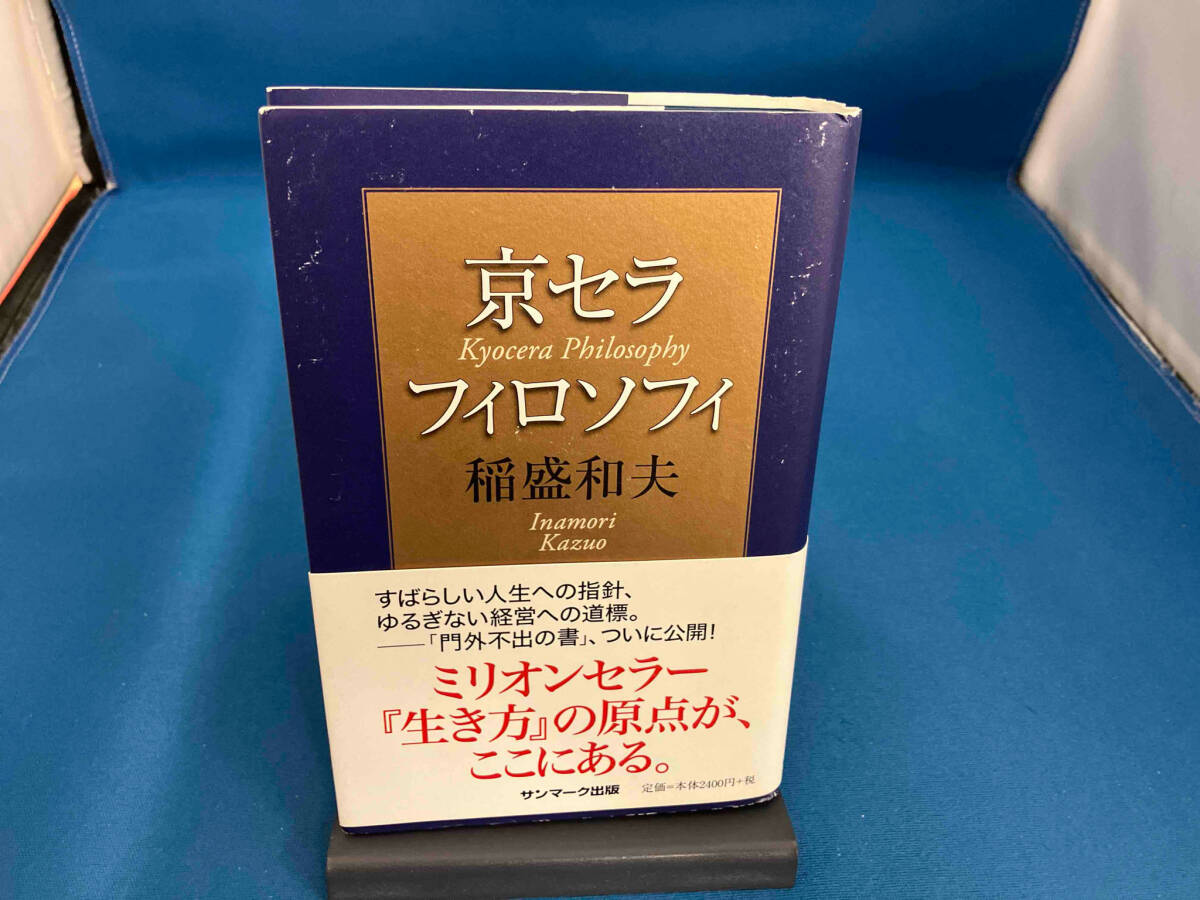 京セラ
Kyocera Philosophy
フィロソフィ
稲盛和夫
Inamori
Kazuo
すばらしい人生への指針、
ゆるぎない経営への道標。
――「門外不出の書」、ついに公開!
ミリオンセラー
『生き方』の原点が、
ここにある。
サンマーク出版 定価=本体2400円+税